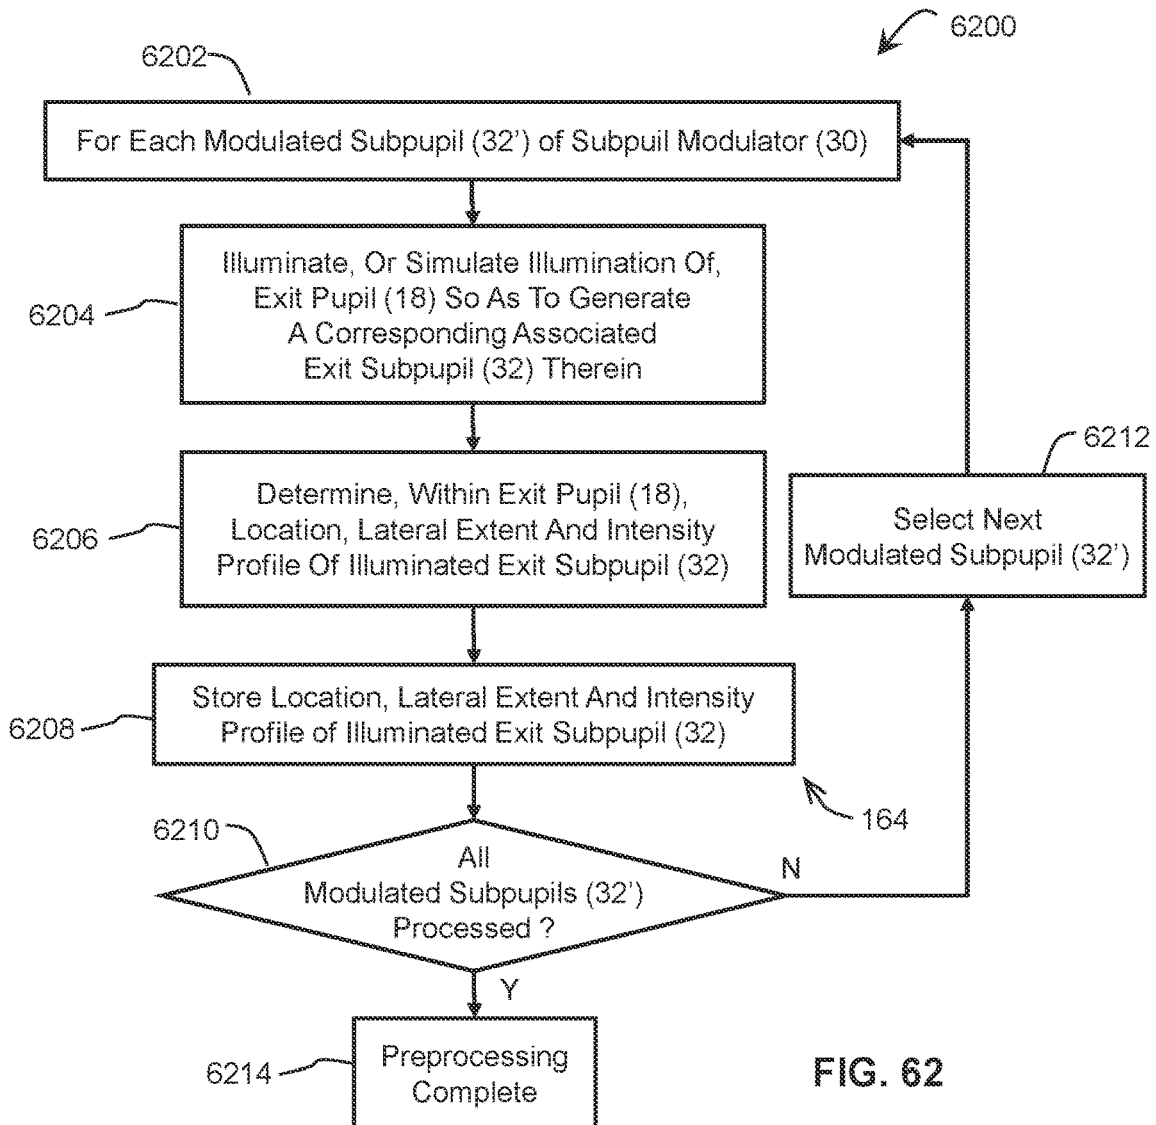 6200
6202
For Each Modulated Subpupil (32') of Subpuil Modulator (30)
6204
Illuminate, Or Simulate Illumination Of,
Exit Pupil (18) So As To Generate
A Corresponding Associated
Exit Subpupil (32) Therein
6206
Determine, Within Exit Pupil (18),
Location, Lateral Extent And Intensity
Profile Of Illuminated Exit Subpupil (32)
6212
Select Next
Modulated Subpupil (32')
6208
Store Location, Lateral Extent And Intensity
Profile of Illuminated Exit Subpupil (32)
164
6210
All
Modulated Subpupils (32')
Processed ?
N
Y
6214
Preprocessing
Complete
FIG. 62